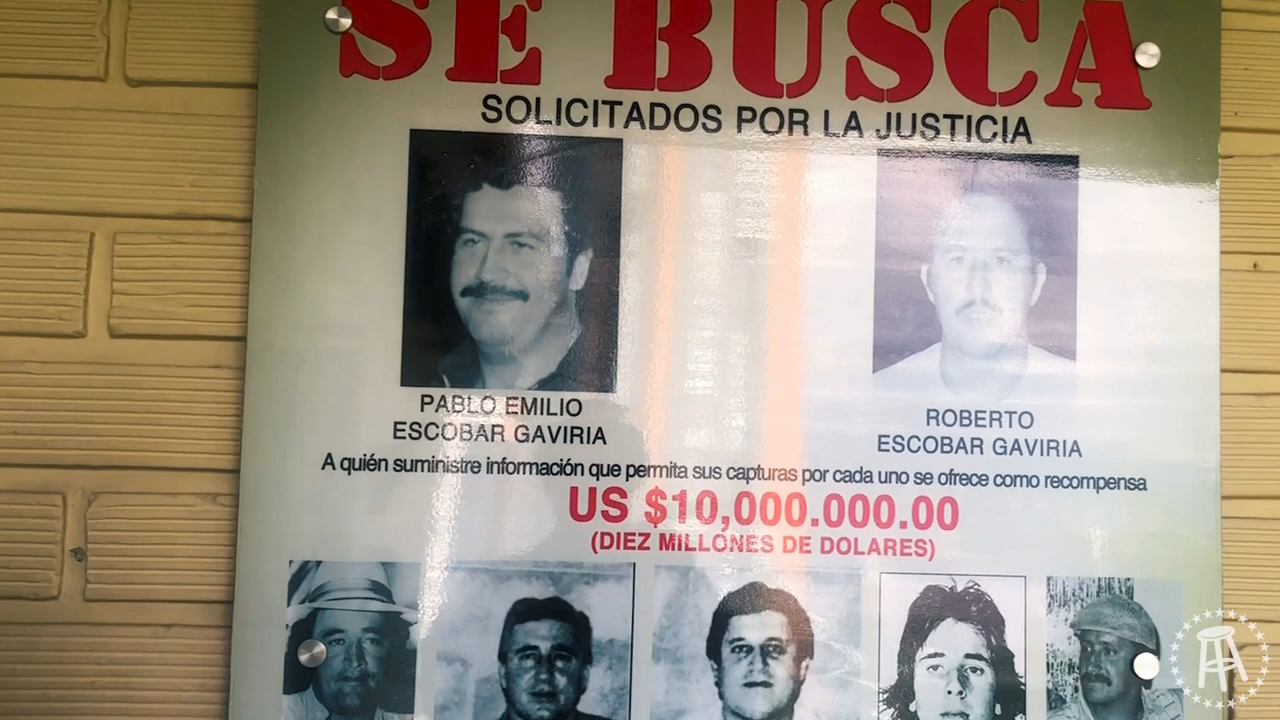 SE BUSCA
SOLICITADOS POR LA JUSTICIA
PABLO EMILIO
ESCOBAR GAVIRIA
ROBERTO
ESCOBAR GAVIRIA
A quién suministre información que permita sus capturas por cada uno se ofrece como recompensa
US $10,000.000.00
(DIEZ MILLONES DE DOLARES)